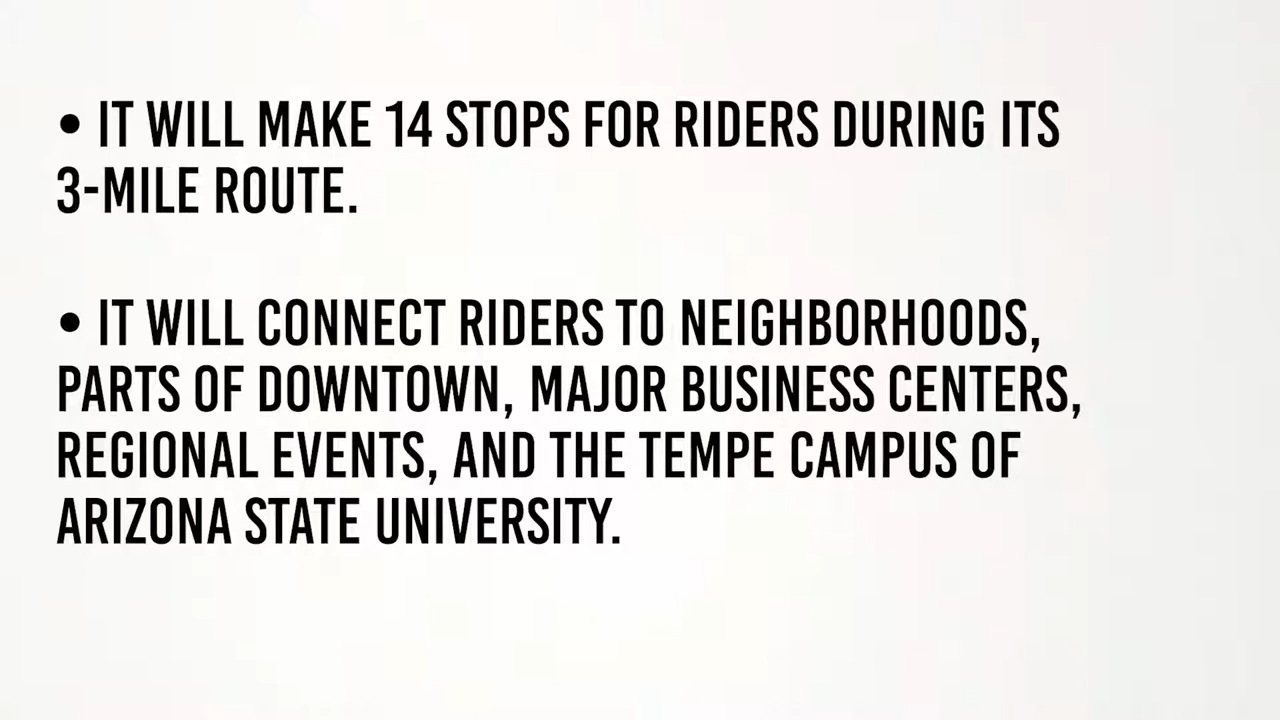 • IT WILL MAKE 14 STOPS FOR RIDERS DURING ITS
3-MILE ROUTE.
• IT WILL CONNECT RIDERS TO NEIGHBORHOODS,
PARTS OF DOWNTOWN, MAJOR BUSINESS CENTERS,
REGIONAL EVENTS, AND THE TEMPE CAMPUS OF
ARIZONA STATE UNIVERSITY.